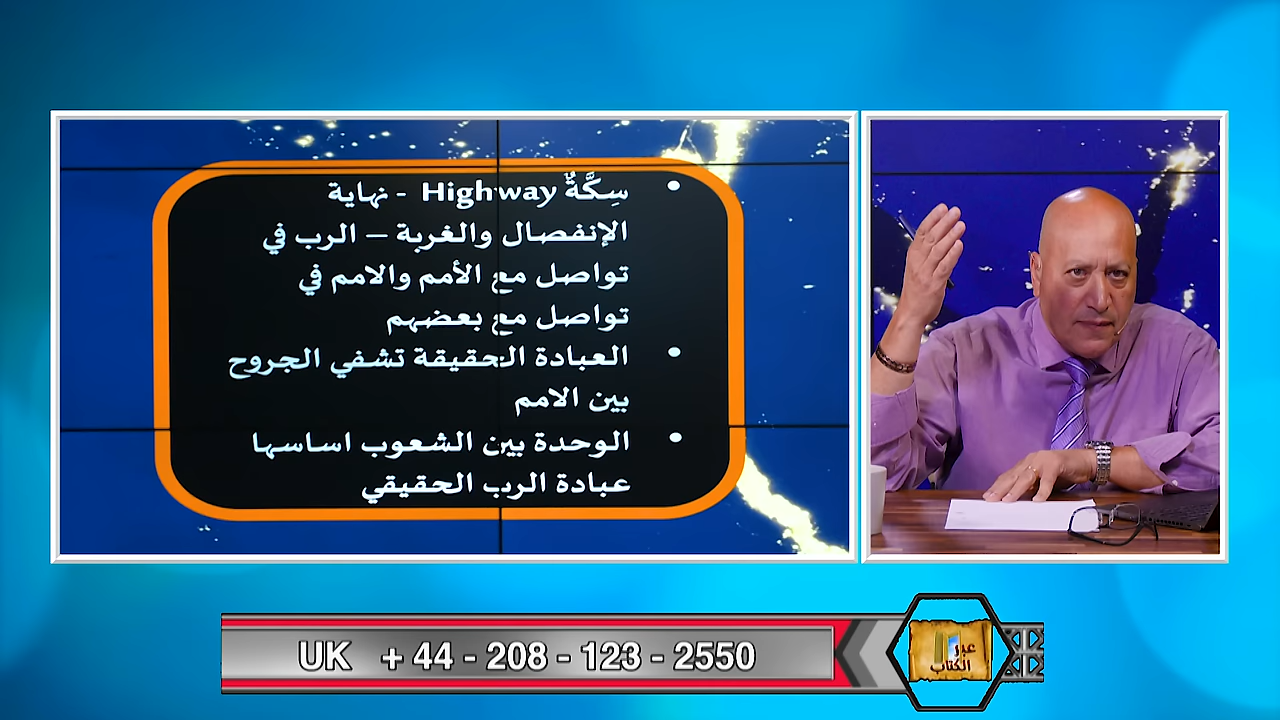 • سِكَّةٌ Highway - نهاية
الإنفصال والغربة – الرب في
تواصل مع الأمم والامم في
تواصل مع بعضهم
• العبادة الحقيقة تشفي الجروح
بين الامم
• الوحدة بين الشعوب اساسها
عبادة الرب الحقيقي
UK + 44 - 208 - 123 - 2550
عبر
الكتاب